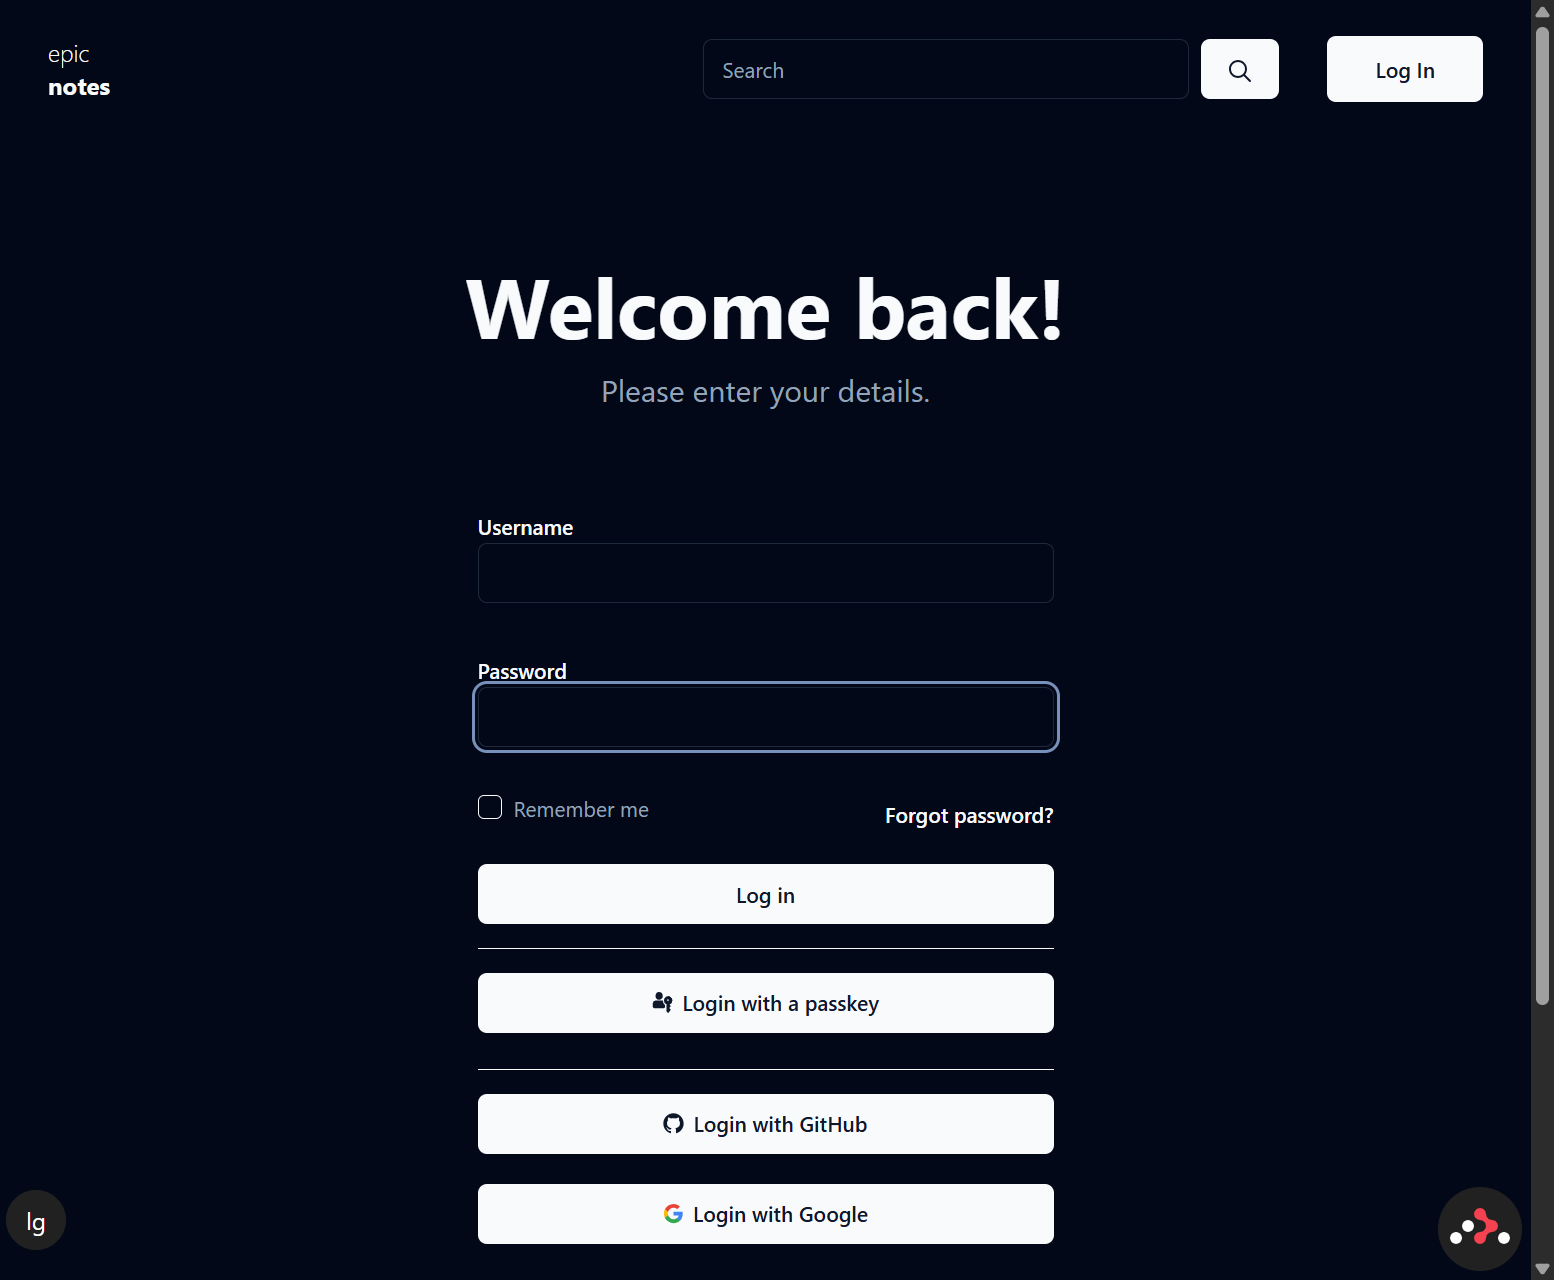 epic
notes
Search
Log In
Welcome back!
Please enter your details.
Username
Password
Remember me
Forgot password?
Log in
Login with a passkey
Login with GitHub
Login with Google
lg